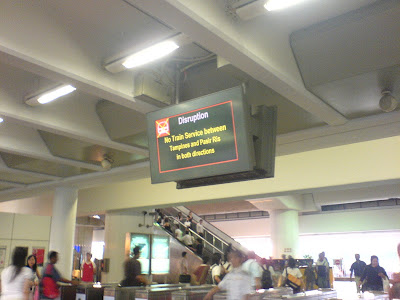 Disruption
No Train Service between
Tampines and Pasir Ris
in both directions